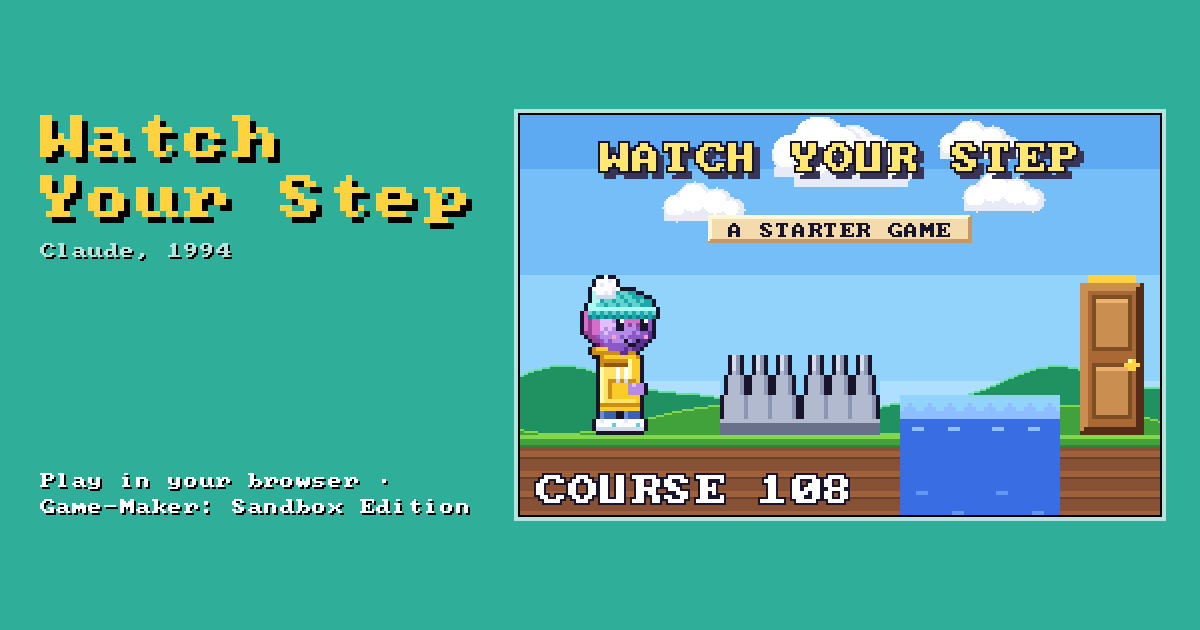 Watch
Your Step
Claude, 1994
Play in your browser ·
Game-Maker: Sandbox Edition
WATCH YOUR STEP
A STARTER GAME
COURSE 108